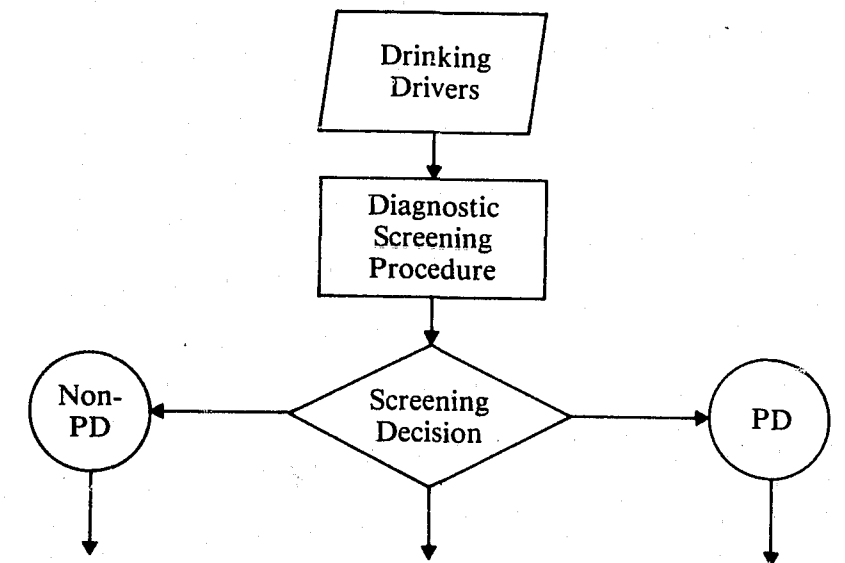 Drinking
Drivers
Diagnostic
Screening
Procedure
Non-
PD
Screening
Decision
PD